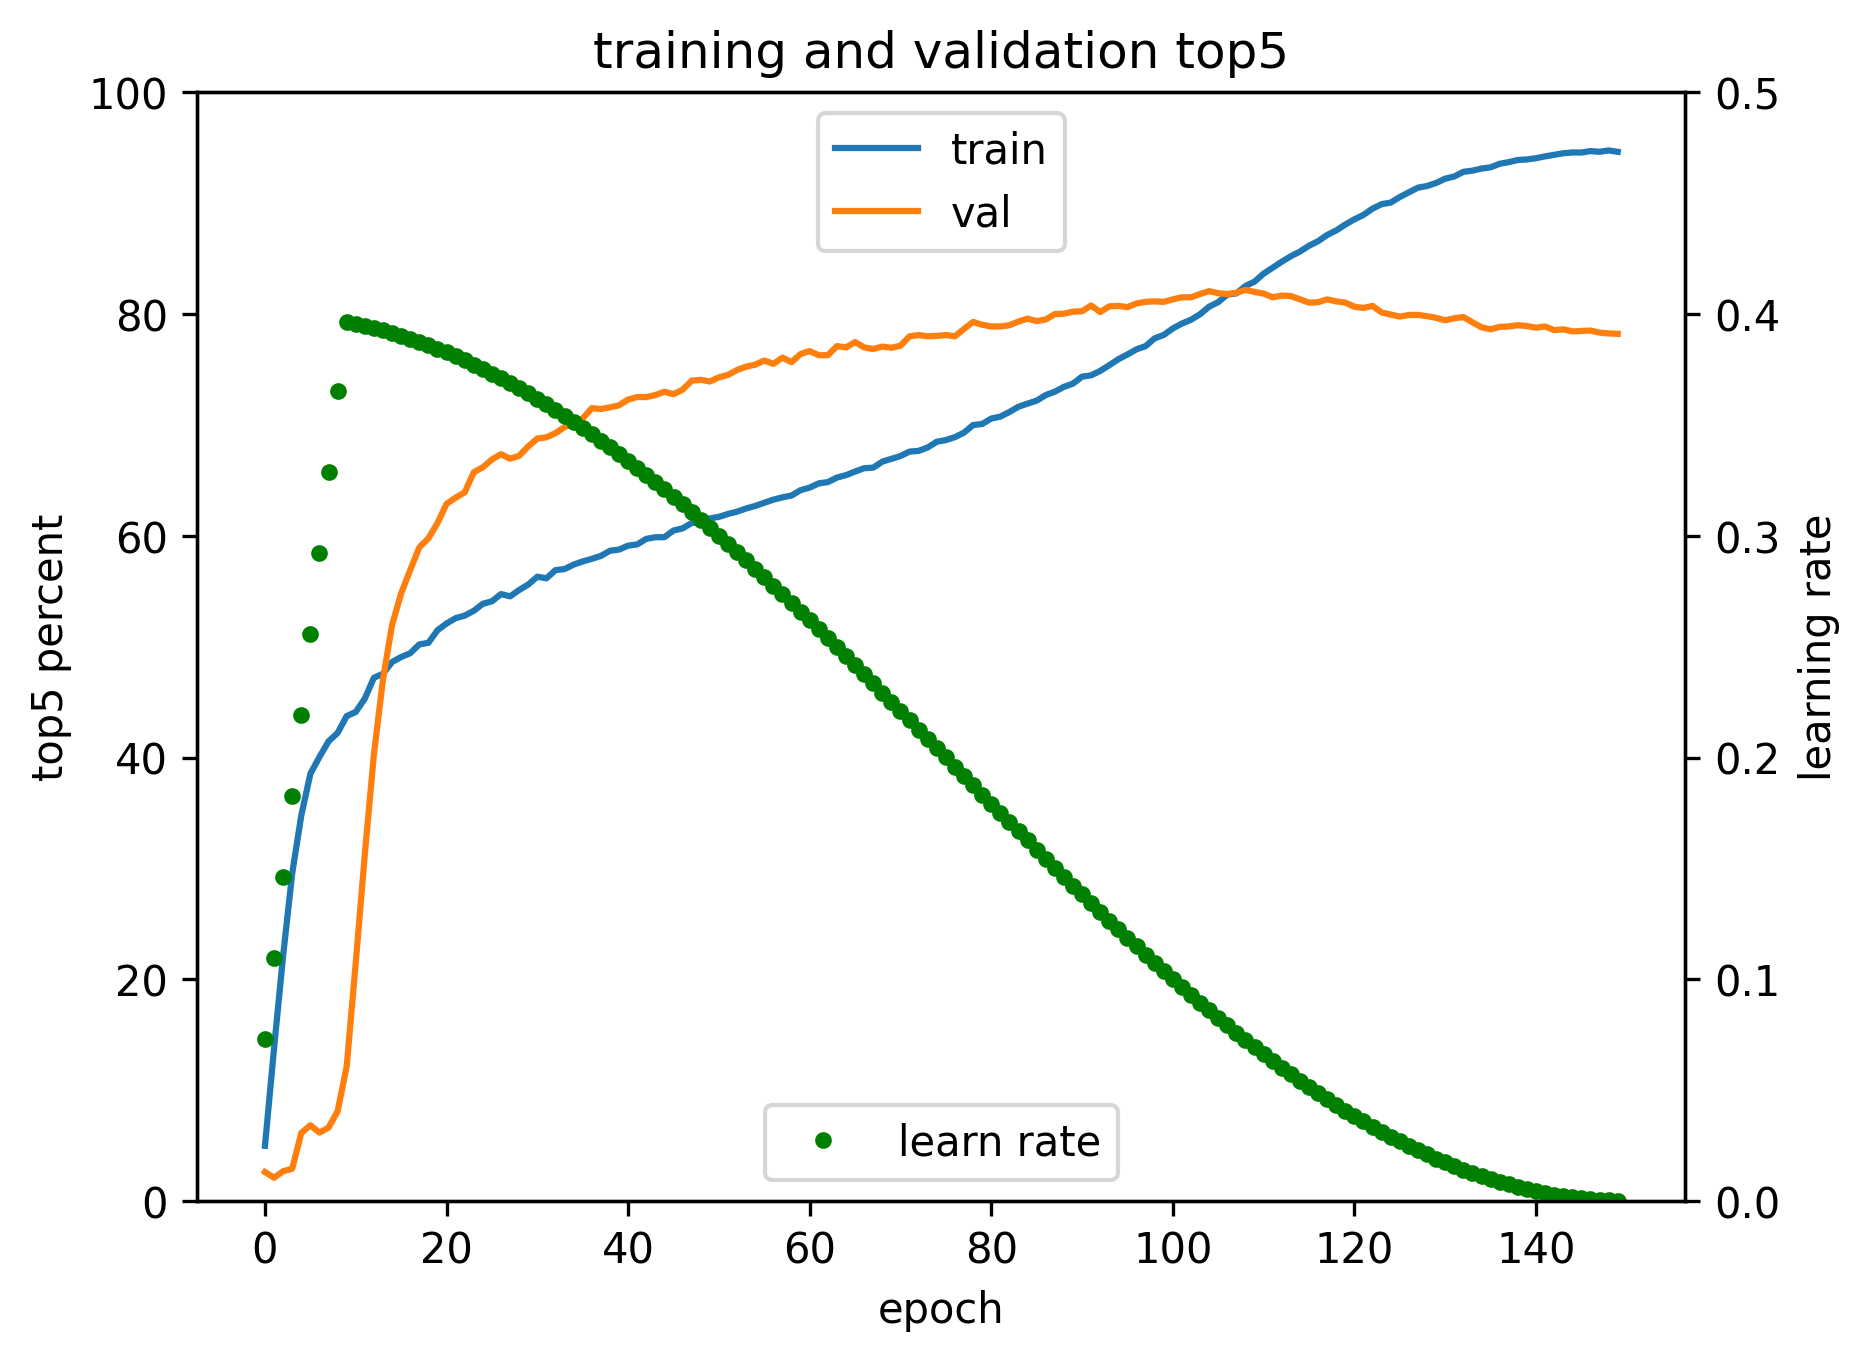 training and validation top5
100
80
60
40
20
0
top5 percent
train
val
learn rate
0.5
0.4
0.3
0.2
0.1
0.0
learning rate
0 20 40 60 80 100 120 140
epoch